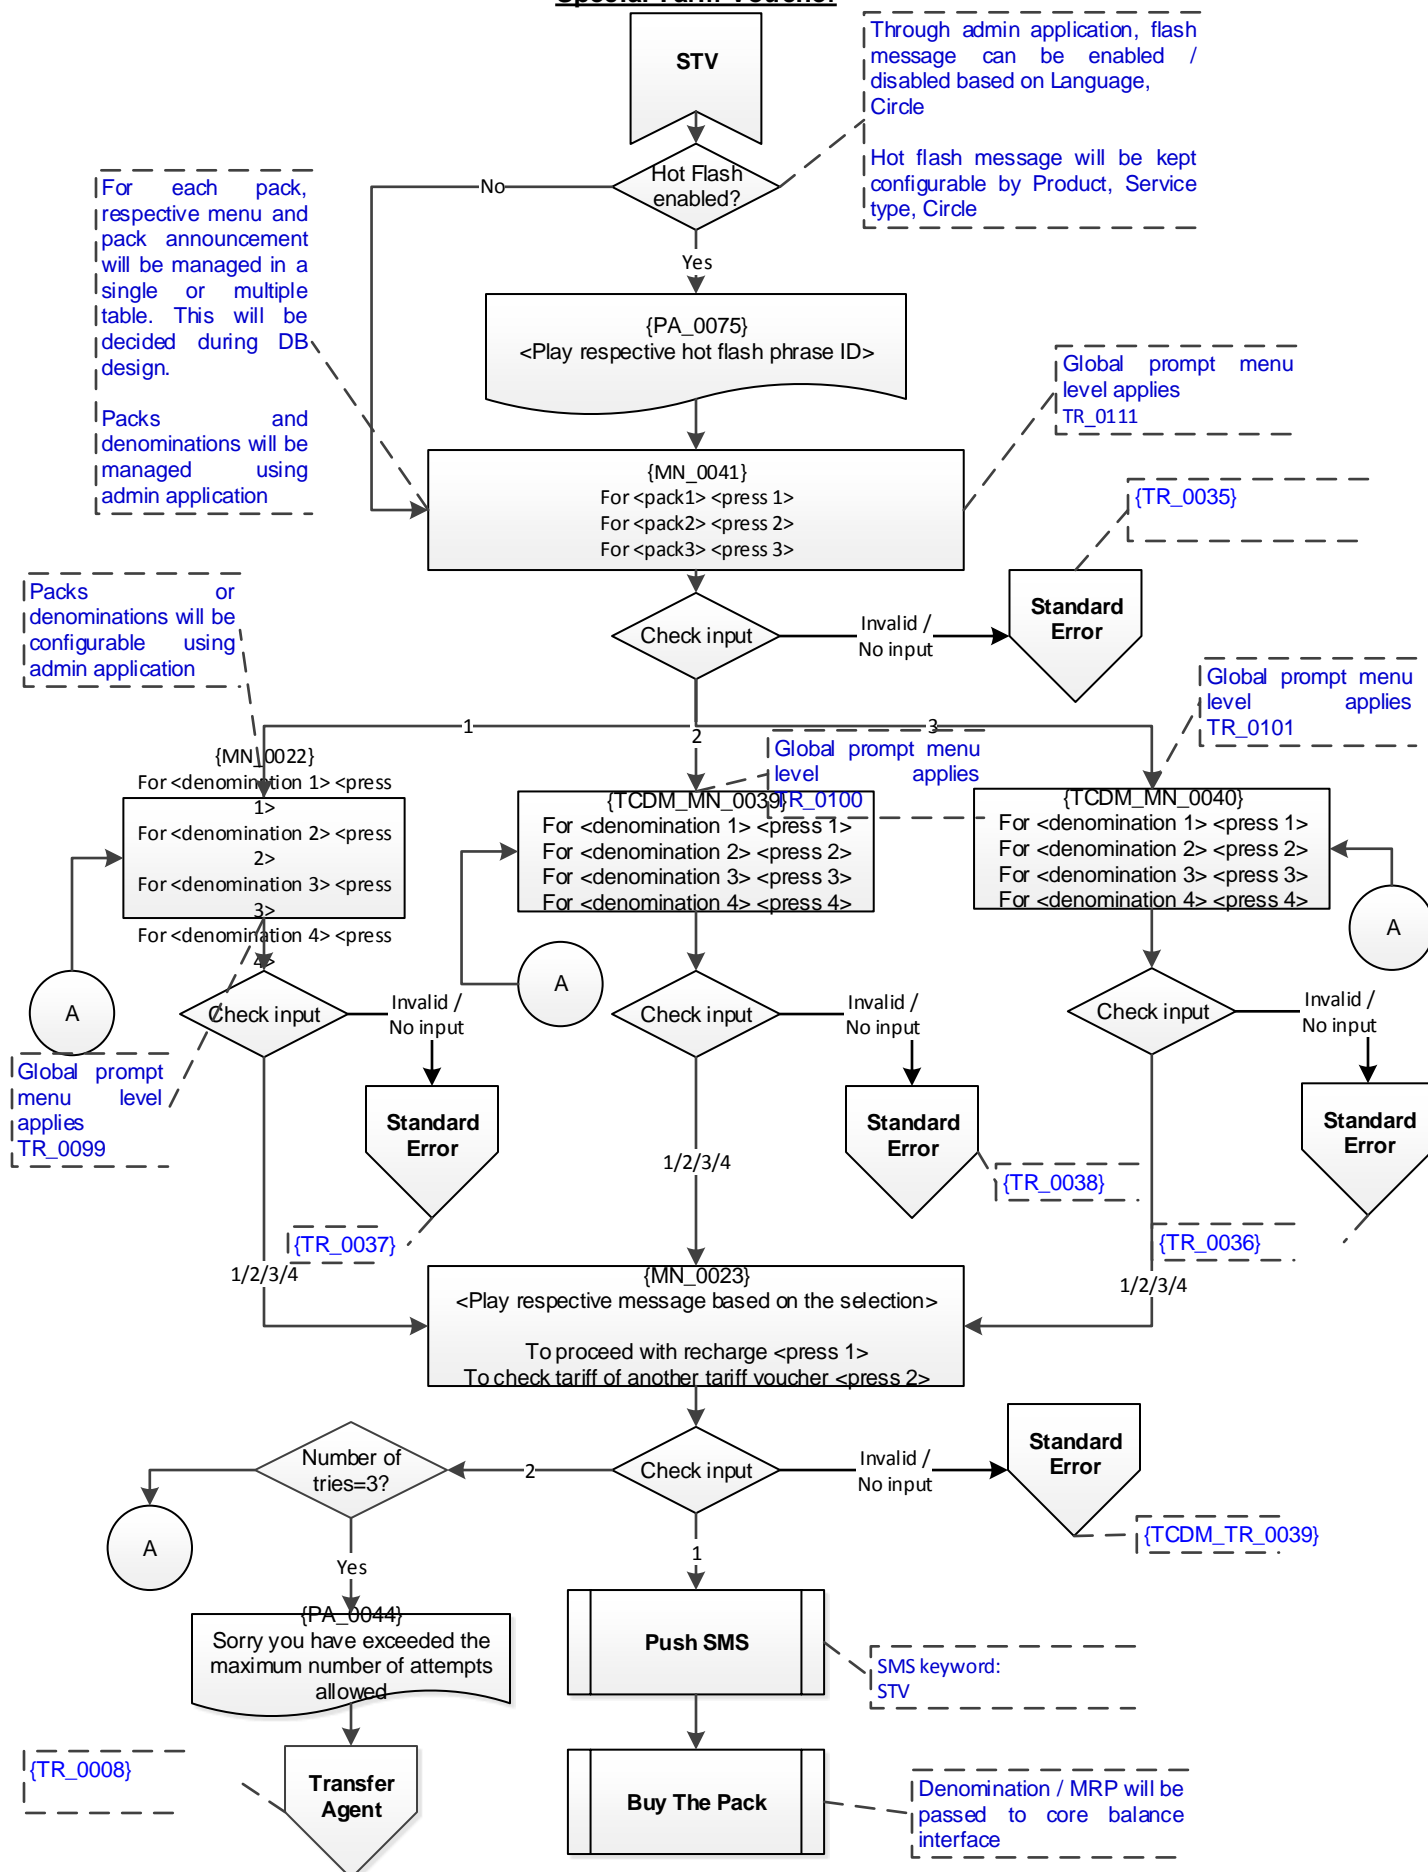 Special Tariff Voucher
STV
Through admin application, flash
message can be enabled /
disabled based on Language,
Circle
Hot flash message will be kept
configurable by Product, Service
type, Circle
Hot Flash
enabled?
No
Yes
For each pack,
respective menu and
pack announcement
will be managed in a
single or multiple
table. This will be
decided during DB
design.
Packs and
denominations will be
managed using
admin application
{PA_0075}
<Play respective hot flash phrase ID>
Global prompt menu
level applies
TR_0111
{MN_0041}
For <pack1> <press 1>
For <pack2> <press 2>
For <pack3> <press 3>
{TR_0035}
Packs or
denominations will be
configurable using
admin application
Check input
Invalid /
No input
Standard
Error
Global prompt menu
level applies
TR_0101
1
2
3
Global prompt menu
level applies
TR_0100
{MN_0022}
For <denomination 1> <press
1>
For <denomination 2> <press
2>
For <denomination 3> <press
3>
For <denomination 4> <press
4>
{TCDM_MN_0039}
For <denomination 1> <press 1>
For <denomination 2> <press 2>
For <denomination 3> <press 3>
For <denomination 4> <press 4>
{TCDM_MN_0040}
For <denomination 1> <press 1>
For <denomination 2> <press 2>
For <denomination 3> <press 3>
For <denomination 4> <press 4>
A
A
A
Check input
Invalid /
No input
Check input
Invalid /
No input
Check input
Invalid /
No input
Global prompt
menu level
applies
TR_0099
Standard
Error
Standard
Error
Standard
Error
1/2/3/4
{TR_0038}
{TR_0037}
{TR_0036}
1/2/3/4
1/2/3/4
{MN_0023}
<Play respective message based on the selection>
To proceed with recharge <press 1>
To check tariff of another tariff voucher <press 2>
Number of
tries=3?
2
Check input
Invalid /
No input
Standard
Error
A
{TCDM_TR_0039}
Yes
1
{PA_0044}
Sorry you have exceeded the
maximum number of attempts
allowed
Push SMS
SMS keyword:
STV
{TR_0008}
Transfer
Agent
Buy The Pack
Denomination / MRP will be
passed to core balance
interface